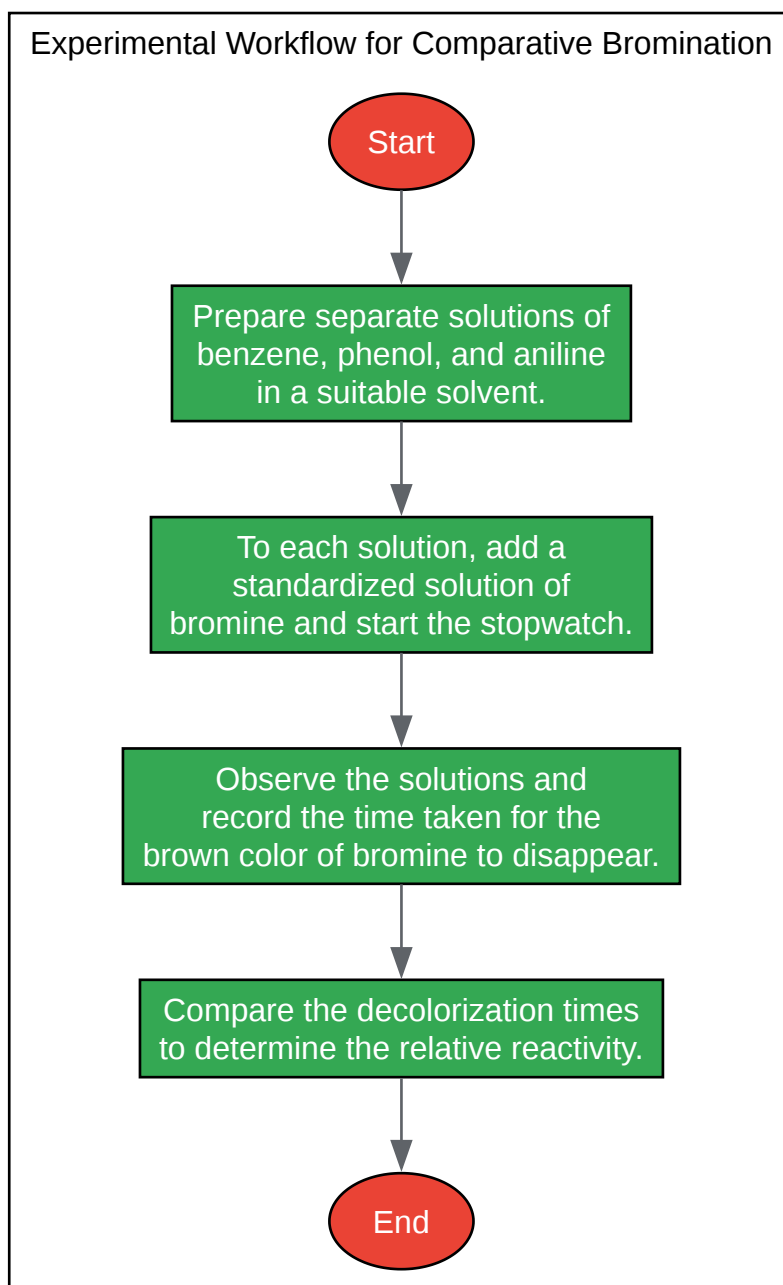 Experimental Workflow for Comparative Bromination
Start
Prepare separate solutions of
benzene, phenol, and aniline
in a suitable solvent.
To each solution, add a
standardized solution of
bromine and start the stopwatch.
Observe the solutions and
record the time taken for the
brown color of bromine to disappear.
Compare the decolorization times
to determine the relative reactivity.
End